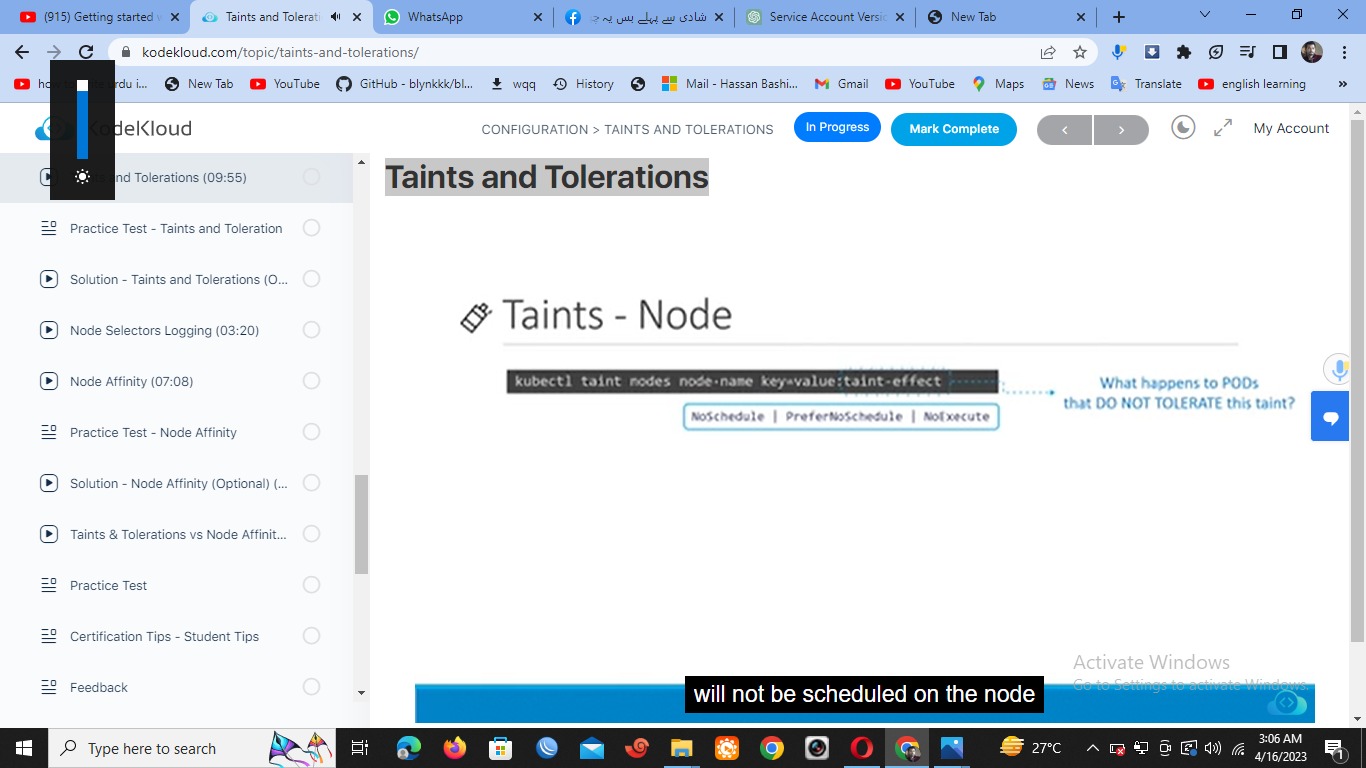 (915) Getting started v
Taints and Tolerati
WhatsApp
شادی سے پہلے بس یہ چ
Service Account Versio
New Tab
kodekloud.com/topic/taints-and-tolerations/
New Tab
YouTube
GitHub - blynkkk/bl...
wqq
History
Mail - Hassan Bashi...
Gmail
YouTube
Maps
News
Translate
english learning
KodeKloud
CONFIGURATION > TAINTS AND TOLERATIONS
In Progress
Mark Complete
My Account
and Tolerations (09:55)
Practice Test - Taints and Toleration
Solution - Taints and Tolerations (O...
Node Selectors Logging (03:20)
Node Affinity (07:08)
Practice Test - Node Affinity
Solution - Node Affinity (Optional) (...
Taints & Tolerations vs Node Affinit...
Practice Test
Certification Tips - Student Tips
Feedback
Taints and Tolerations
Taints - Node
kubectl taint nodes node-name key=value:taint-effect
NoSchedule | PreferNoSchedule | NoExecute
What happens to PODs
that DO NOT TOLERATE this taint?
will not be scheduled on the node
Activate Windows
Go to Settings to activate Windows.
Type here to search
27°C
3:06 AM
4/16/2023
1